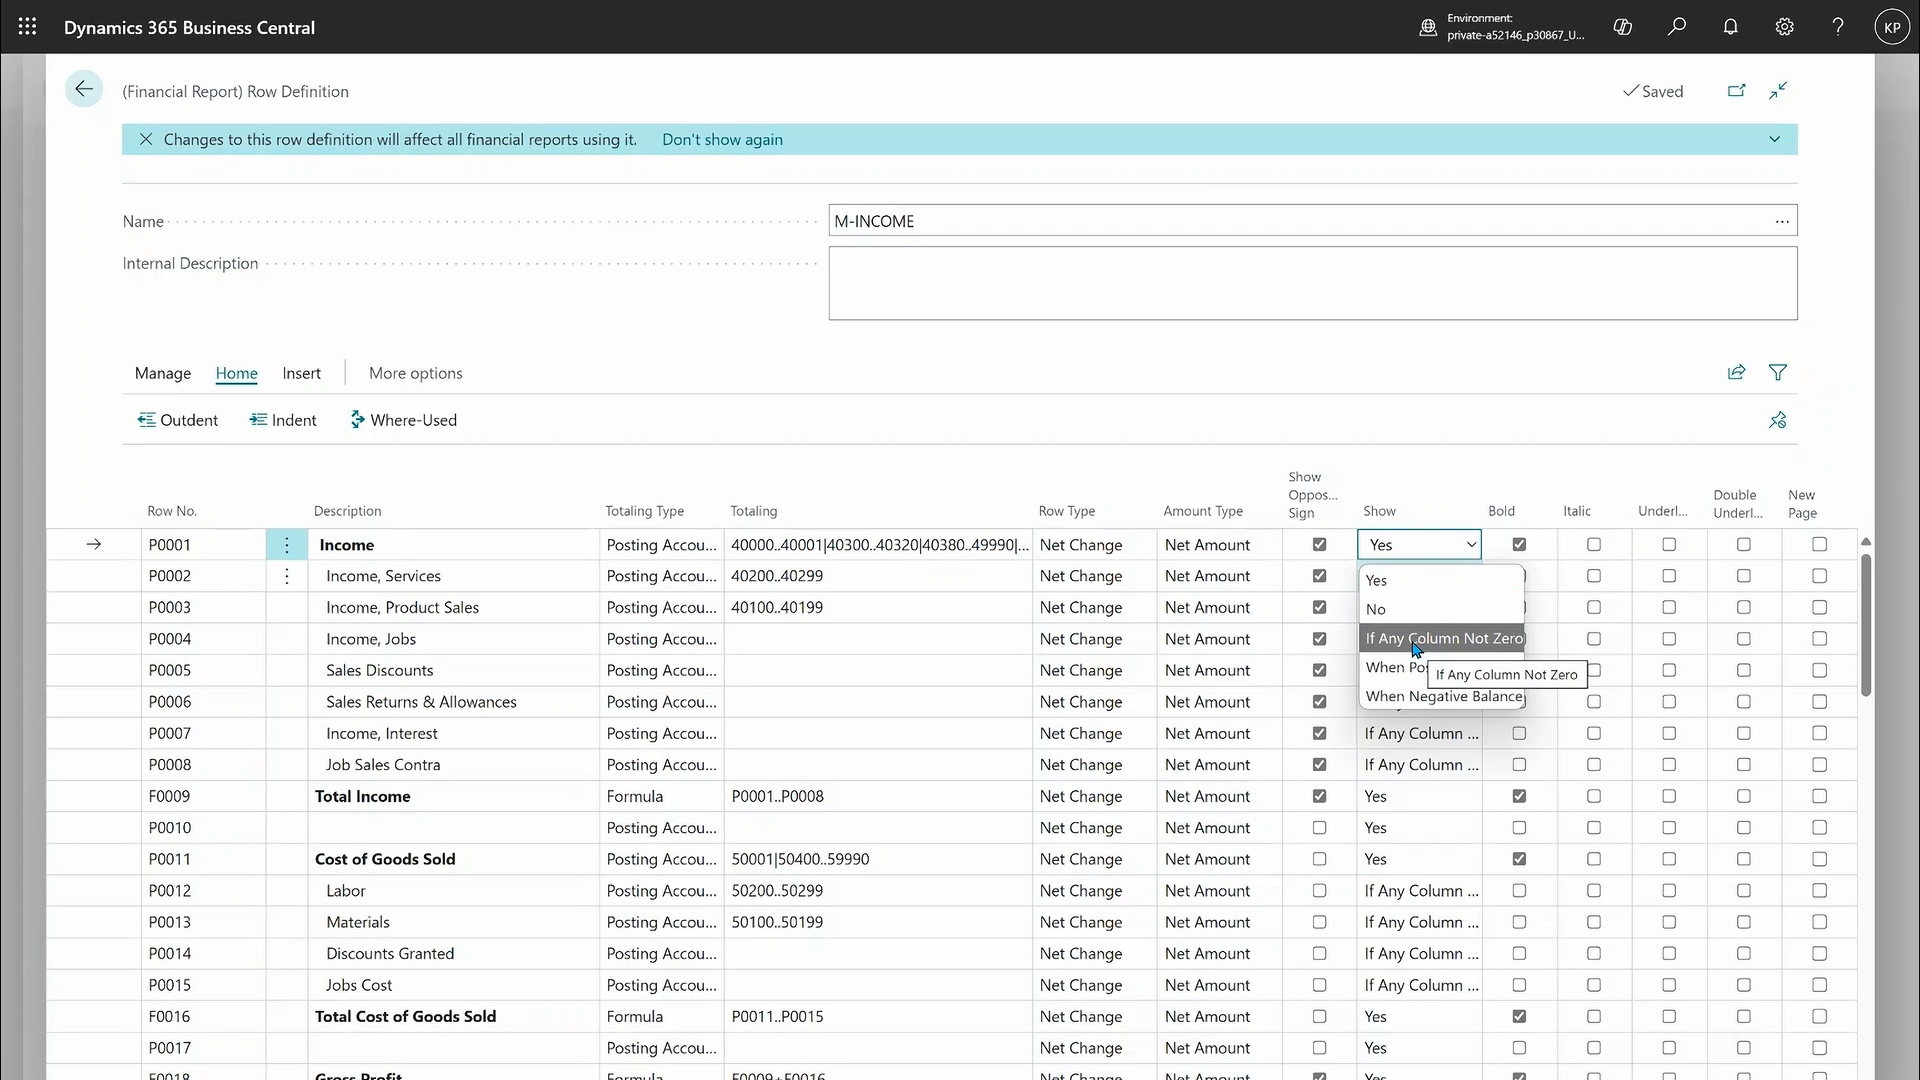 Dynamics 365 Business Central
Environment:
private-a52146_p30867_U...
KP
(Financial Report) Row Definition
Saved
Changes to this row definition will affect all financial reports using it. Don't show again
Name
M-INCOME
Internal Description
Manage Home Insert More options
Outdent Indent Where-Used
Row No. Description Totaling Type Totaling Row Type Amount Type Show Oppos... Sign Show Bold Italic Underl... Double Underl... New Page
P0001 Income Posting Accou... 40000..40001|40300..40320|40380..49990|... Net Change Net Amount Yes
P0002 Income, Services Posting Accou... 40200..40299 Net Change Net Amount
Yes
P0003 Income, Product Sales Posting Accou... 40100..40199 Net Change Net Amount
No
P0004 Income, Jobs Posting Accou... Net Change Net Amount
If Any Column Not Zero
P0005 Sales Discounts Posting Accou... Net Change Net Amount
When Po
If Any Column Not Zero
P0006 Sales Returns & Allowances Posting Accou... Net Change Net Amount
When Negative Balance
P0007 Income, Interest Posting Accou... Net Change Net Amount If Any Column ...
P0008 Job Sales Contra Posting Accou... Net Change Net Amount If Any Column ...
F0009 Total Income Formula P0001..P0008 Net Change Net Amount Yes
P0010 Posting Accou... Net Change Net Amount Yes
P0011 Cost of Goods Sold Posting Accou... 50001|50400..59990 Net Change Net Amount Yes
P0012 Labor Posting Accou... 50200..50299 Net Change Net Amount If Any Column ...
P0013 Materials Posting Accou... 50100..50199 Net Change Net Amount If Any Column ...
P0014 Discounts Granted Posting Accou... Net Change Net Amount If Any Column ...
P0015 Jobs Cost Posting Accou... Net Change Net Amount If Any Column ...
F0016 Total Cost of Goods Sold Formula P0011..P0015 Net Change Net Amount Yes
P0017 Posting Accou... Net Change Net Amount Yes
F0018 Gross Profit Formula F0009+F0016 Net Change Net Amount Yes